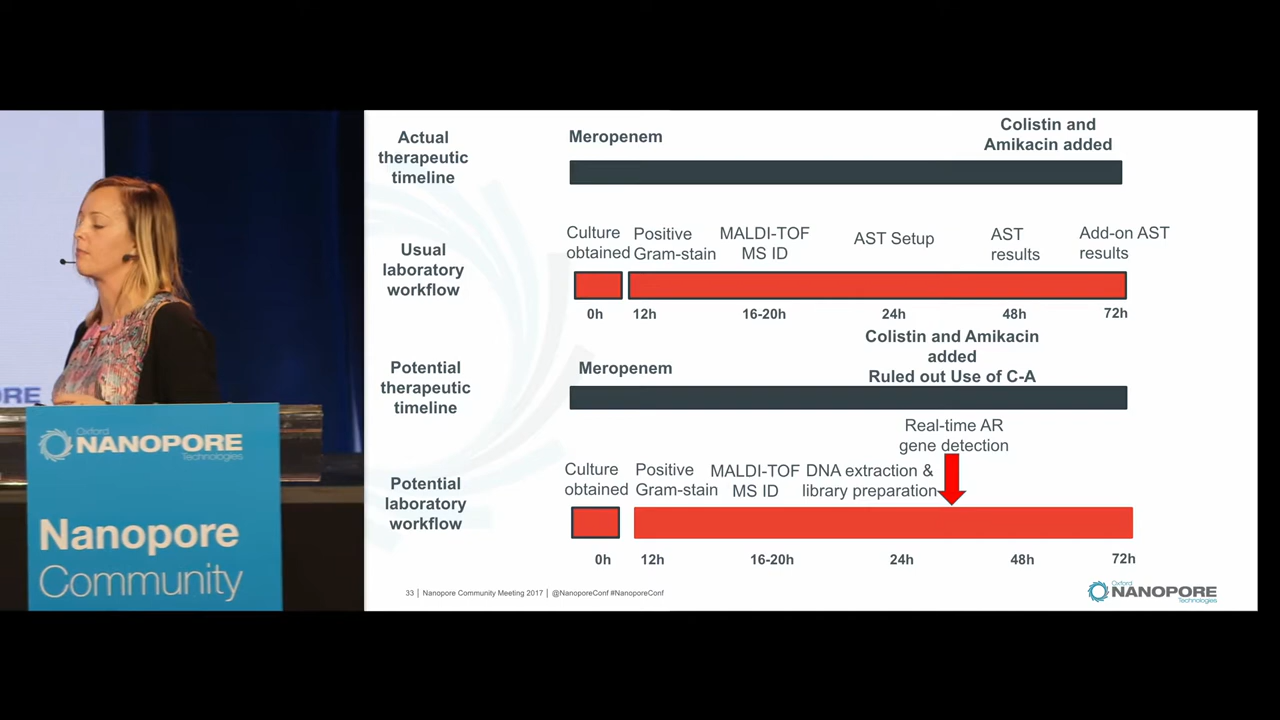 Actual
therapeutic
timeline
Meropenem
Colistin and
Amikacin added
Usual
laboratory
workflow
Culture
obtained
Positive
Gram-stain
MALDI-TOF
MS ID
AST Setup
AST
results
Add-on AST
results
0h
12h
16-20h
24h
48h
72h
Potential
therapeutic
timeline
Meropenem
Colistin and Amikacin
added
Ruled out Use of C-A
Real-time AR
gene detection
Potential
laboratory
workflow
Culture
obtained
Positive
Gram-stain
MALDI-TOF
MS ID
DNA extraction &
library preparation
0h
12h
16-20h
24h
48h
72h
33 | Nanopore Community Meeting 2017 | @NanoporeConf #NanoporeConf
Oxford
NANOPORE
Technologies
ORE
Oxford
NANOPORE
Technologies
Nanopore
Community